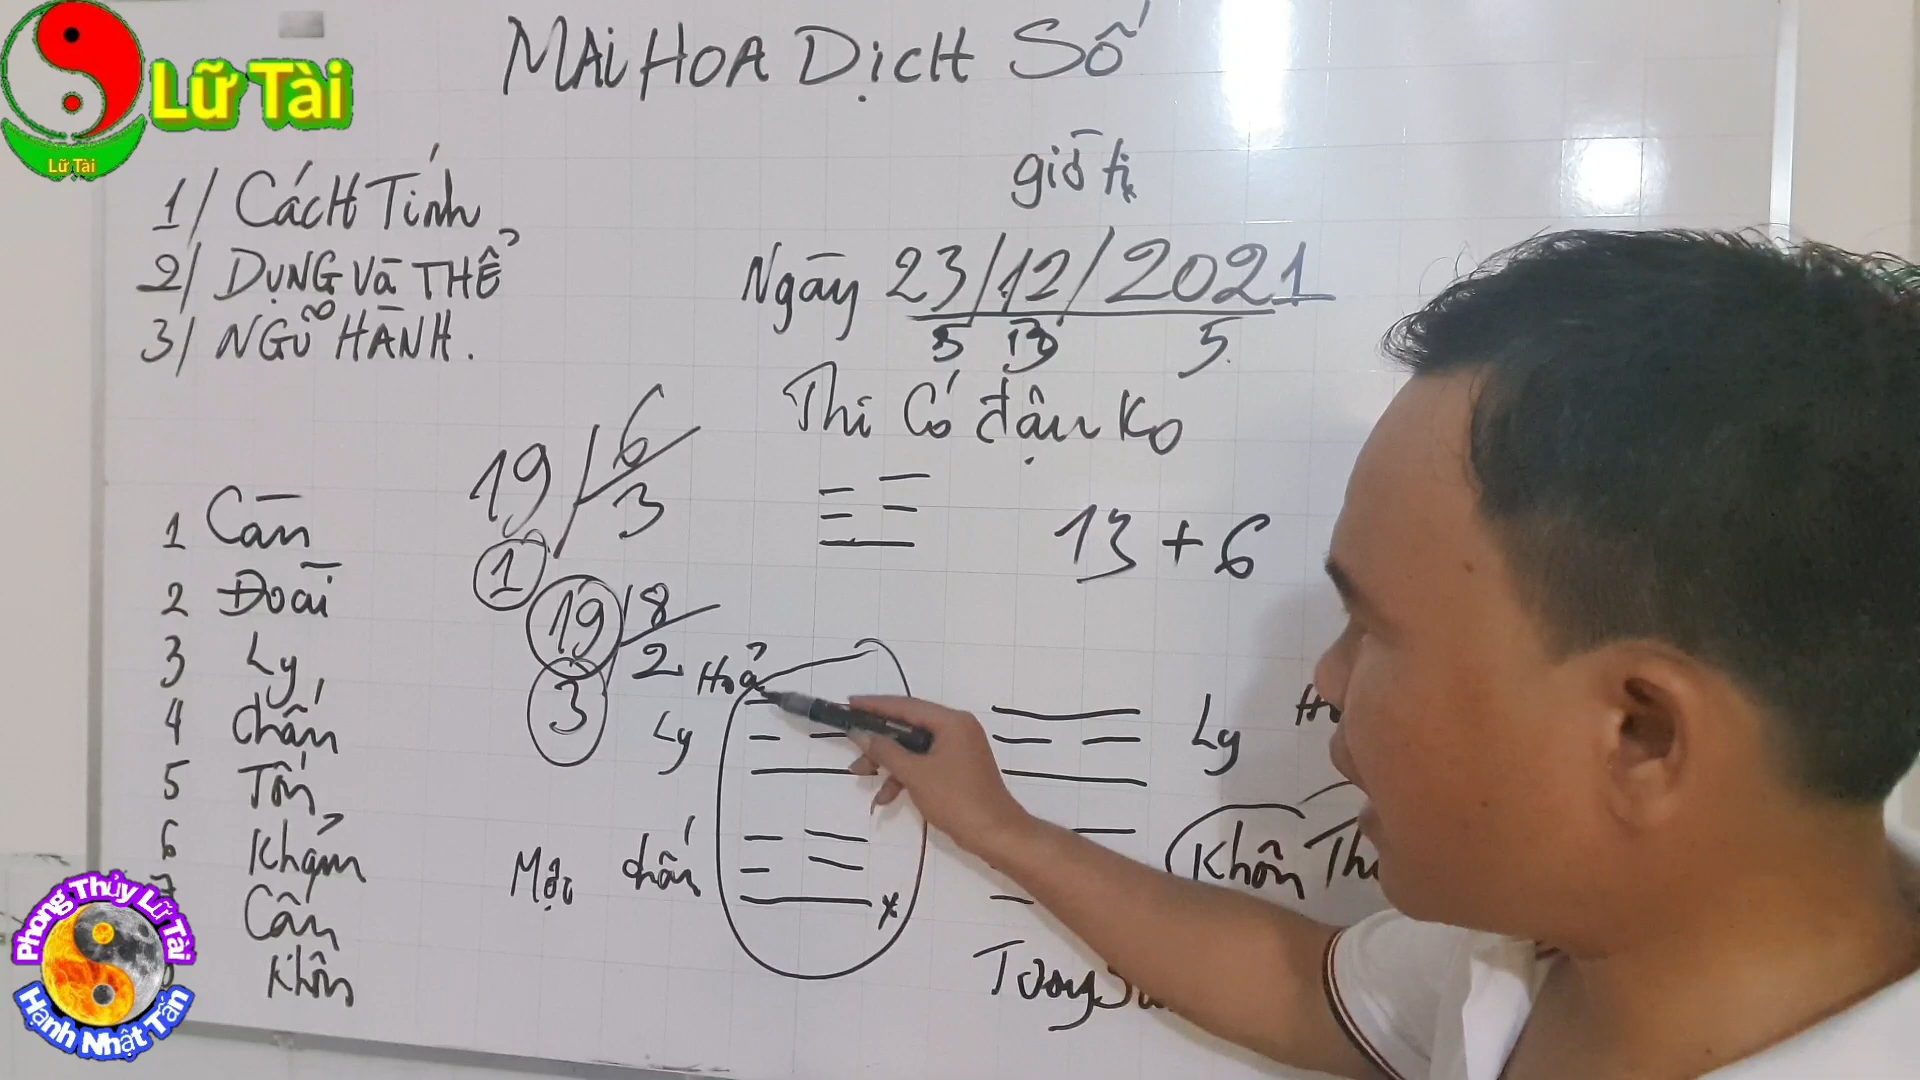 Lữ Tài
Lữ Tài
MAI HOA DỊCH SỐ
1/ CÁCH TÍNH
2/ DỤNG VÀ THỂ
3/ NGŨ HÀNH.
giờ tị
Ngày 23/12/2021
5 13 5
Thi Có đậu Ko
19 / 6
3
1
19 / 8
2
3
13 + 6
1 Càn
2 Đoài
3 Ly
4 chấn
5 Tốn
6 Khảm
7 Cấn
Khôn
Hoả
Ly
Mộc chấn
x
Ly
Khôn
Tương
Phong Thủy Lữ Tài
Hạnh Nhật Tấn